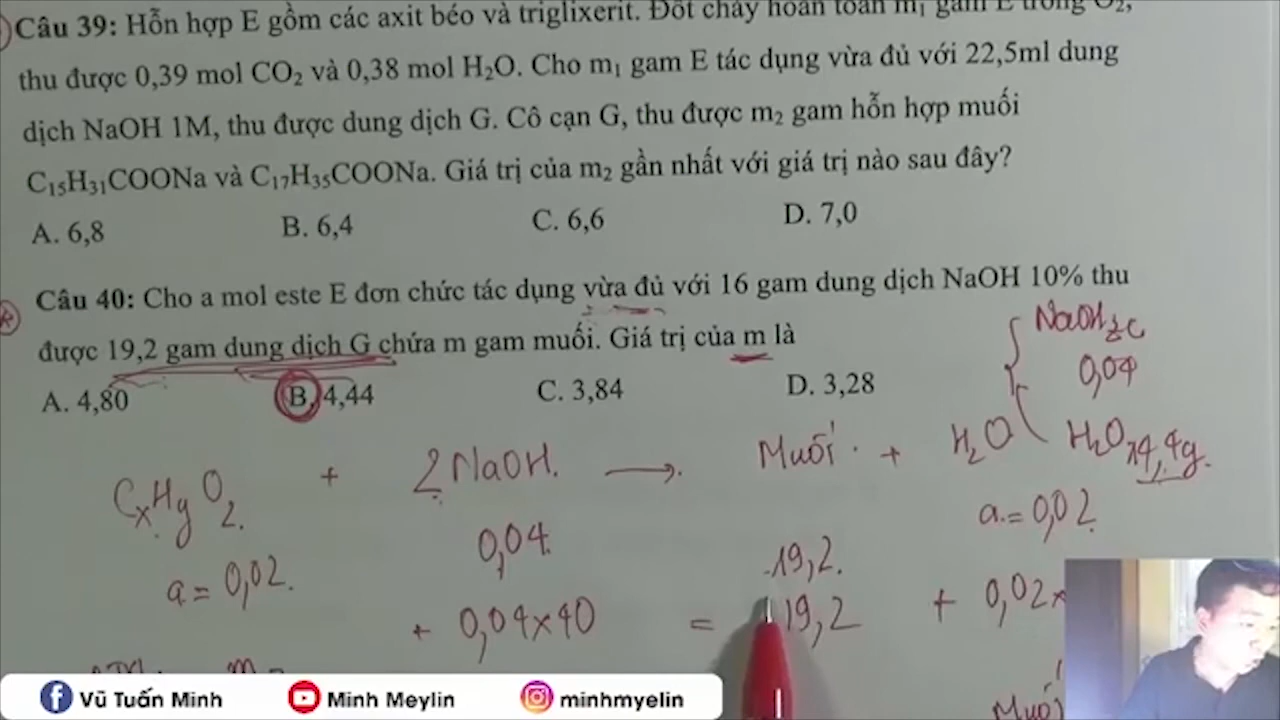 Câu 39: Hỗn hợp E gồm các axit béo và triglixerit. Đốt cháy hoàn toàn m₁ gam E trong O₂,
thu được 0,39 mol CO₂ và 0,38 mol H₂O. Cho m₁ gam E tác dụng vừa đủ với 22,5ml dung
dịch NaOH 1M, thu được dung dịch G. Cô cạn G, thu được m₂ gam hỗn hợp muối
C₁₅H₃₁COONa và C₁₇H₃₅COONa. Giá trị của m₂ gần nhất với giá trị nào sau đây?
A. 6,8 B. 6,4 C. 6,6 D. 7,0
Câu 40: Cho a mol este E đơn chức tác dụng vừa đủ với 16 gam dung dịch NaOH 10% thu
được 19,2 gam dung dịch G chứa m gam muối. Giá trị của m là
A. 4,80 B. 4,44 C. 3,84 D. 3,28
NaOH
0,04
H₂O 14,4g.
CxHyO₂ + 2NaOH → Muối + H₂O
a = 0,02. 0,04 19,2. a = 0,02
+ 0,04×40 = 19,2 + 0,02×
Muối
Vũ Tuấn Minh Minh Meylin minhmyelin